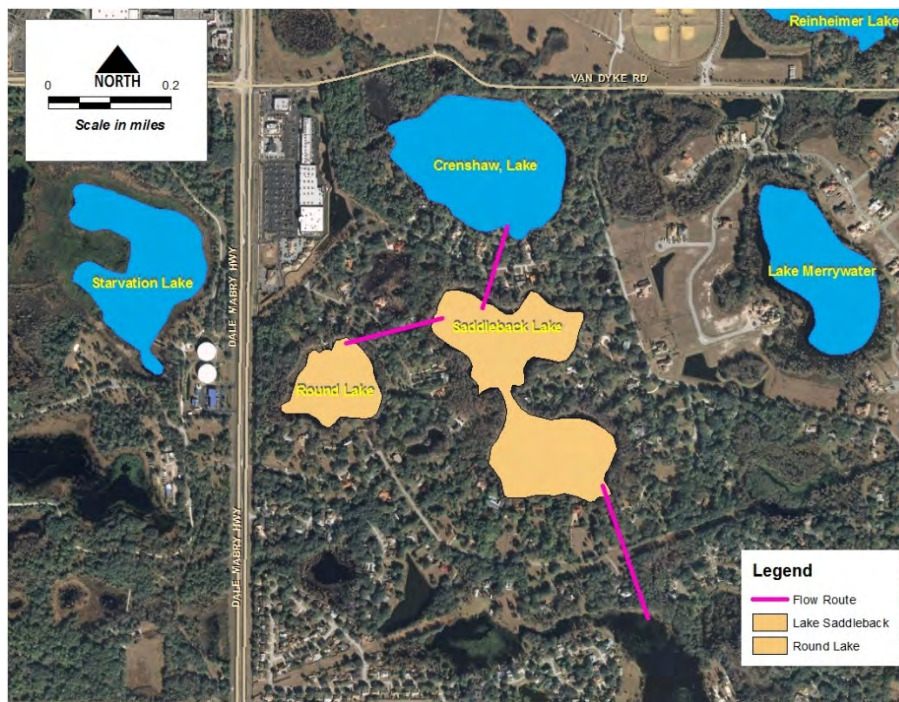 Reinheimer Lake
0 NORTH 0.2
Scale in miles
VAN DYKE RD
Crenshaw, Lake
Starvation Lake
DALE MABRY HWY
Lake Merrywater
Saddleback Lake
Round Lake
DALE MABRY HWY
Legend
Flow Route
Lake Saddleback
Round Lake